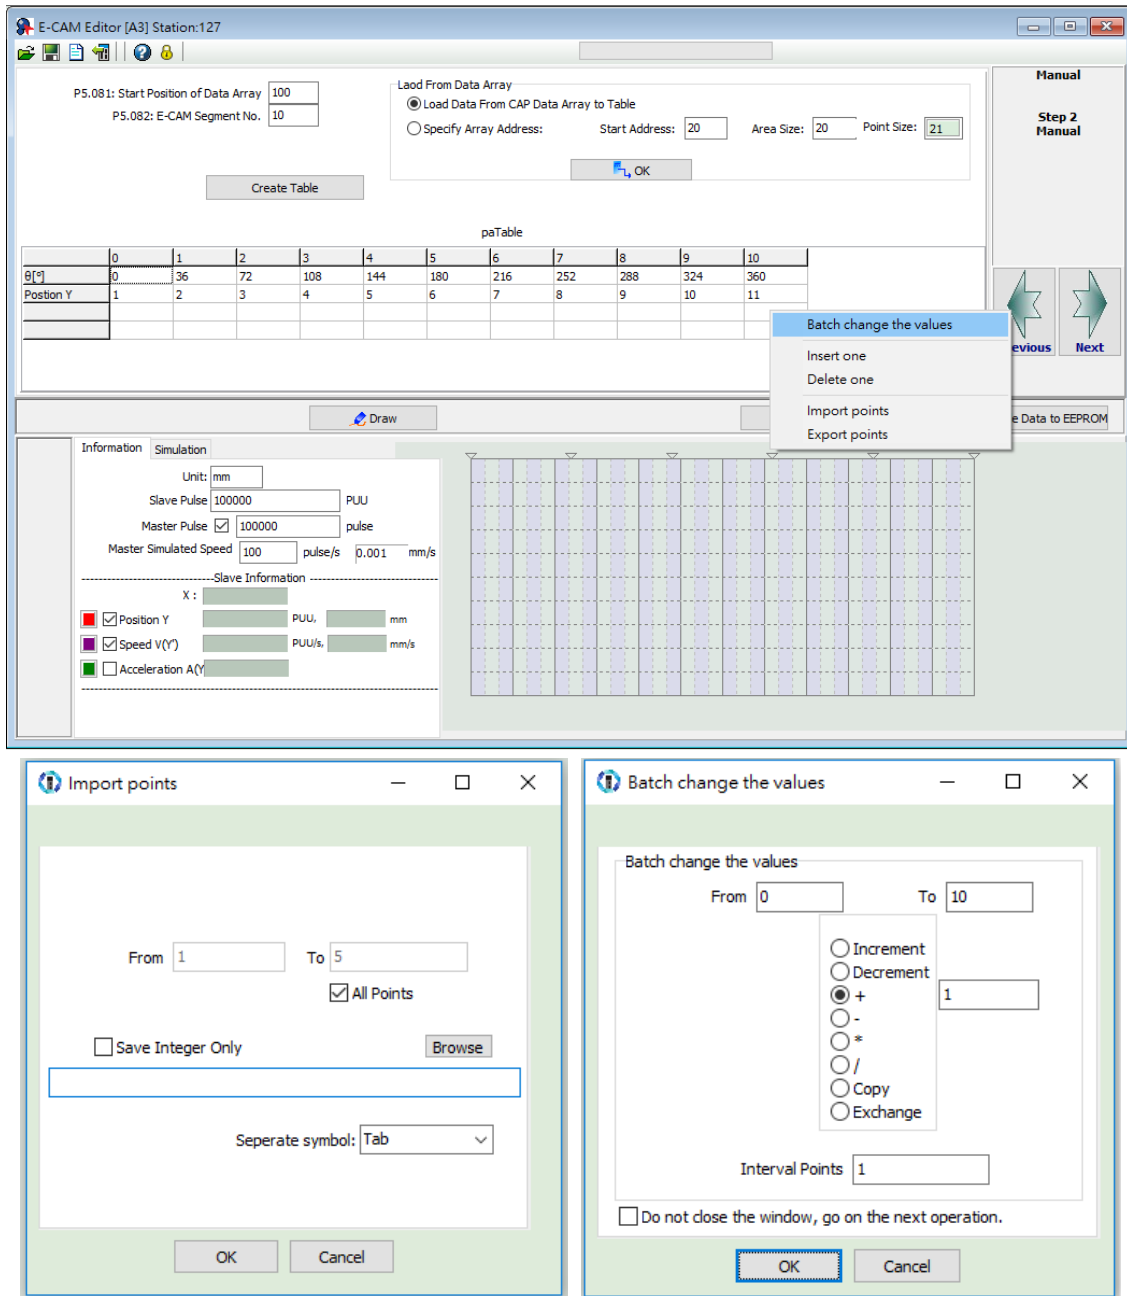 E-CAM Editor [A3] Station:127
Manual
Step 2
Manual
P5.081: Start Position of Data Array 100
P5.082: E-CAM Segment No. 10
Laod From Data Array
Load Data From CAP Data Array to Table
Specify Array Address: Start Address: 20 Area Size: 20 Point Size: 21
OK
Create Table
paTable
0 1 2 3 4 5 6 7 8 9 10
θ[°] 0 36 72 108 144 180 216 252 288 324 360
Postion Y 1 2 3 4 5 6 7 8 9 10 11
Batch change the values
Insert one
Delete one
Import points
Export points
evious Next
Draw
e Data to EEPROM
Information Simulation
Unit: mm
Slave Pulse 100000 PUU
Master Pulse 100000 pulse
Master Simulated Speed 100 pulse/s 0.001 mm/s
Slave Information
X :
Position Y PUU, mm
Speed V(Y') PUU/s, mm/s
Acceleration A(Y
Import points
From 1 To 5
All Points
Save Integer Only Browse
Seperate symbol: Tab
OK Cancel
Batch change the values
Batch change the values
From 0 To 10
Increment
Decrement
+ 1
-
*
/
Copy
Exchange
Interval Points 1
Do not close the window, go on the next operation.
OK Cancel